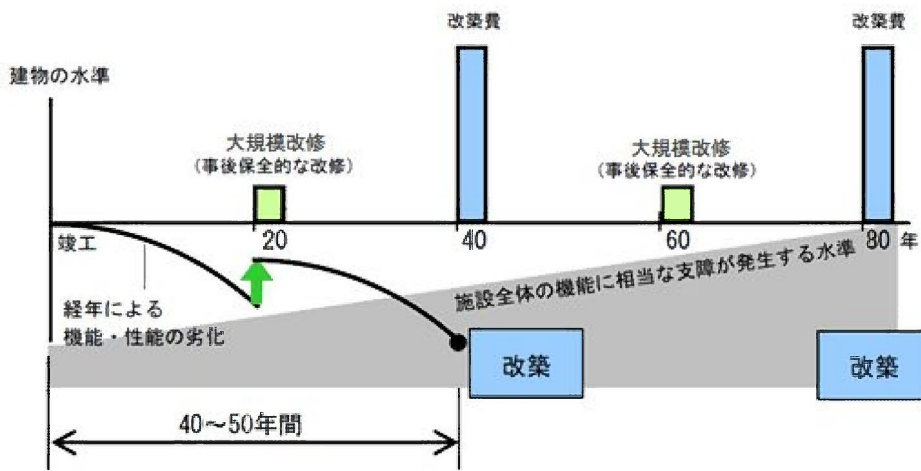 改築費
改築費
建物の水準
大規模改修
(事後保全的な改修)
大規模改修
(事後保全的な改修)
竣工
20
40
60
80
年
施設全体の機能に相当な支障が発生する水準
経年による
機能・性能の劣化
改築
改築
40～50年間